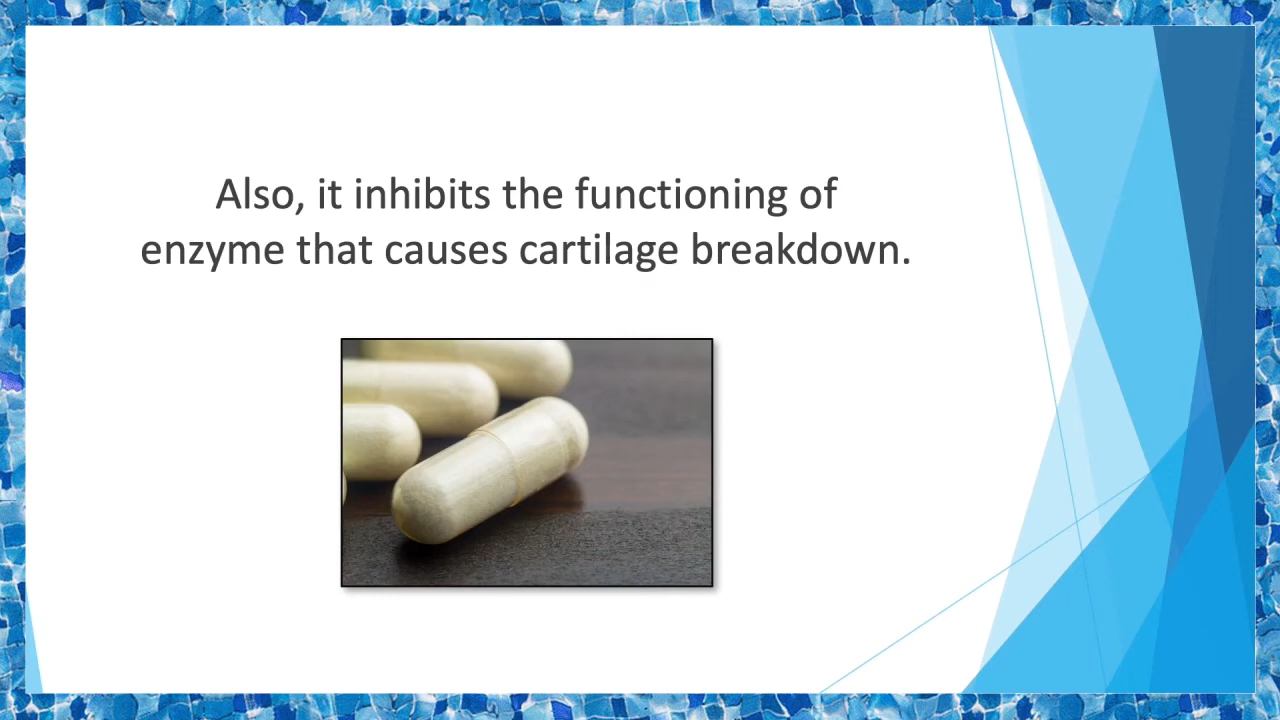 Also, it inhibits the functioning of
enzyme that causes cartilage breakdown.